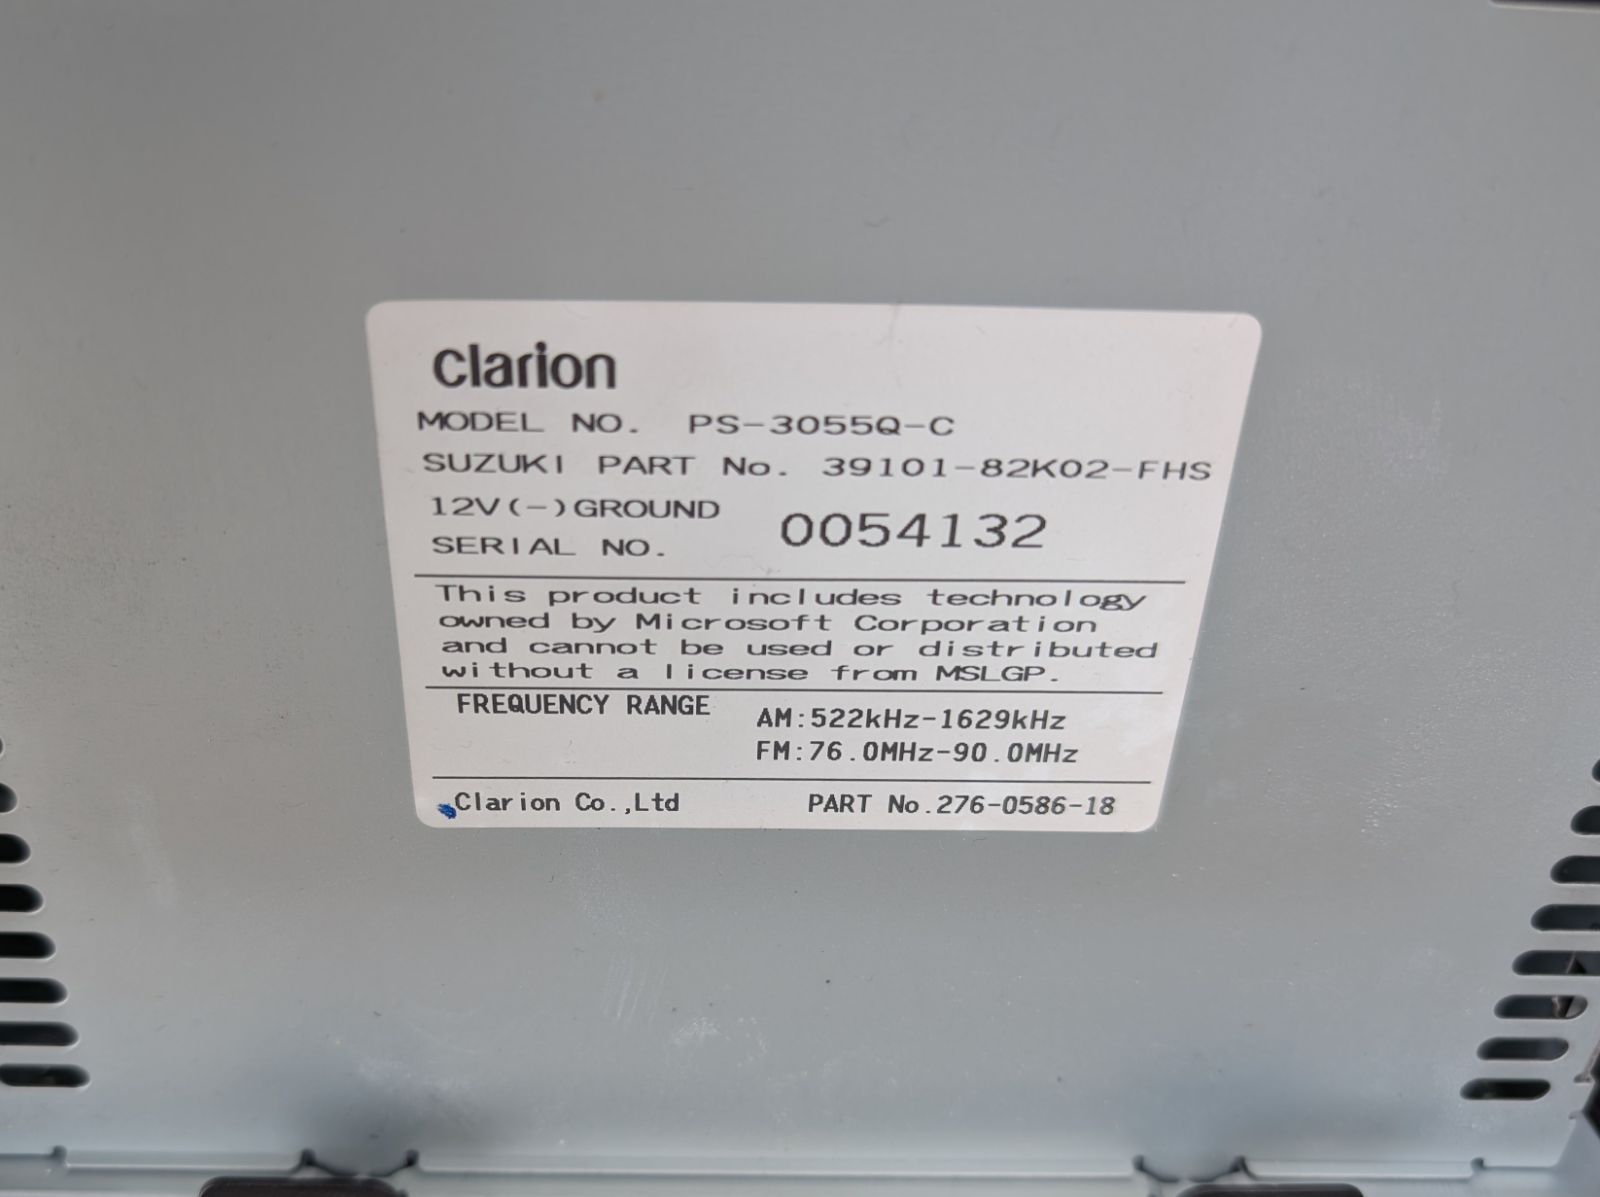 clarion
MODEL NO. PS-3055Q-C
SUZUKI PART No. 39101-82K02-FHS
12V(-)GROUND
SERIAL NO. 0054132
This product includes technology
owned by Microsoft Corporation
and cannot be used or distributed
without a license from MSLGP.
FREQUENCY RANGE AM:522kHz-1629kHz
FM:76.0MHz-90.0MHz
Clarion Co.,Ltd PART No.276-0586-18